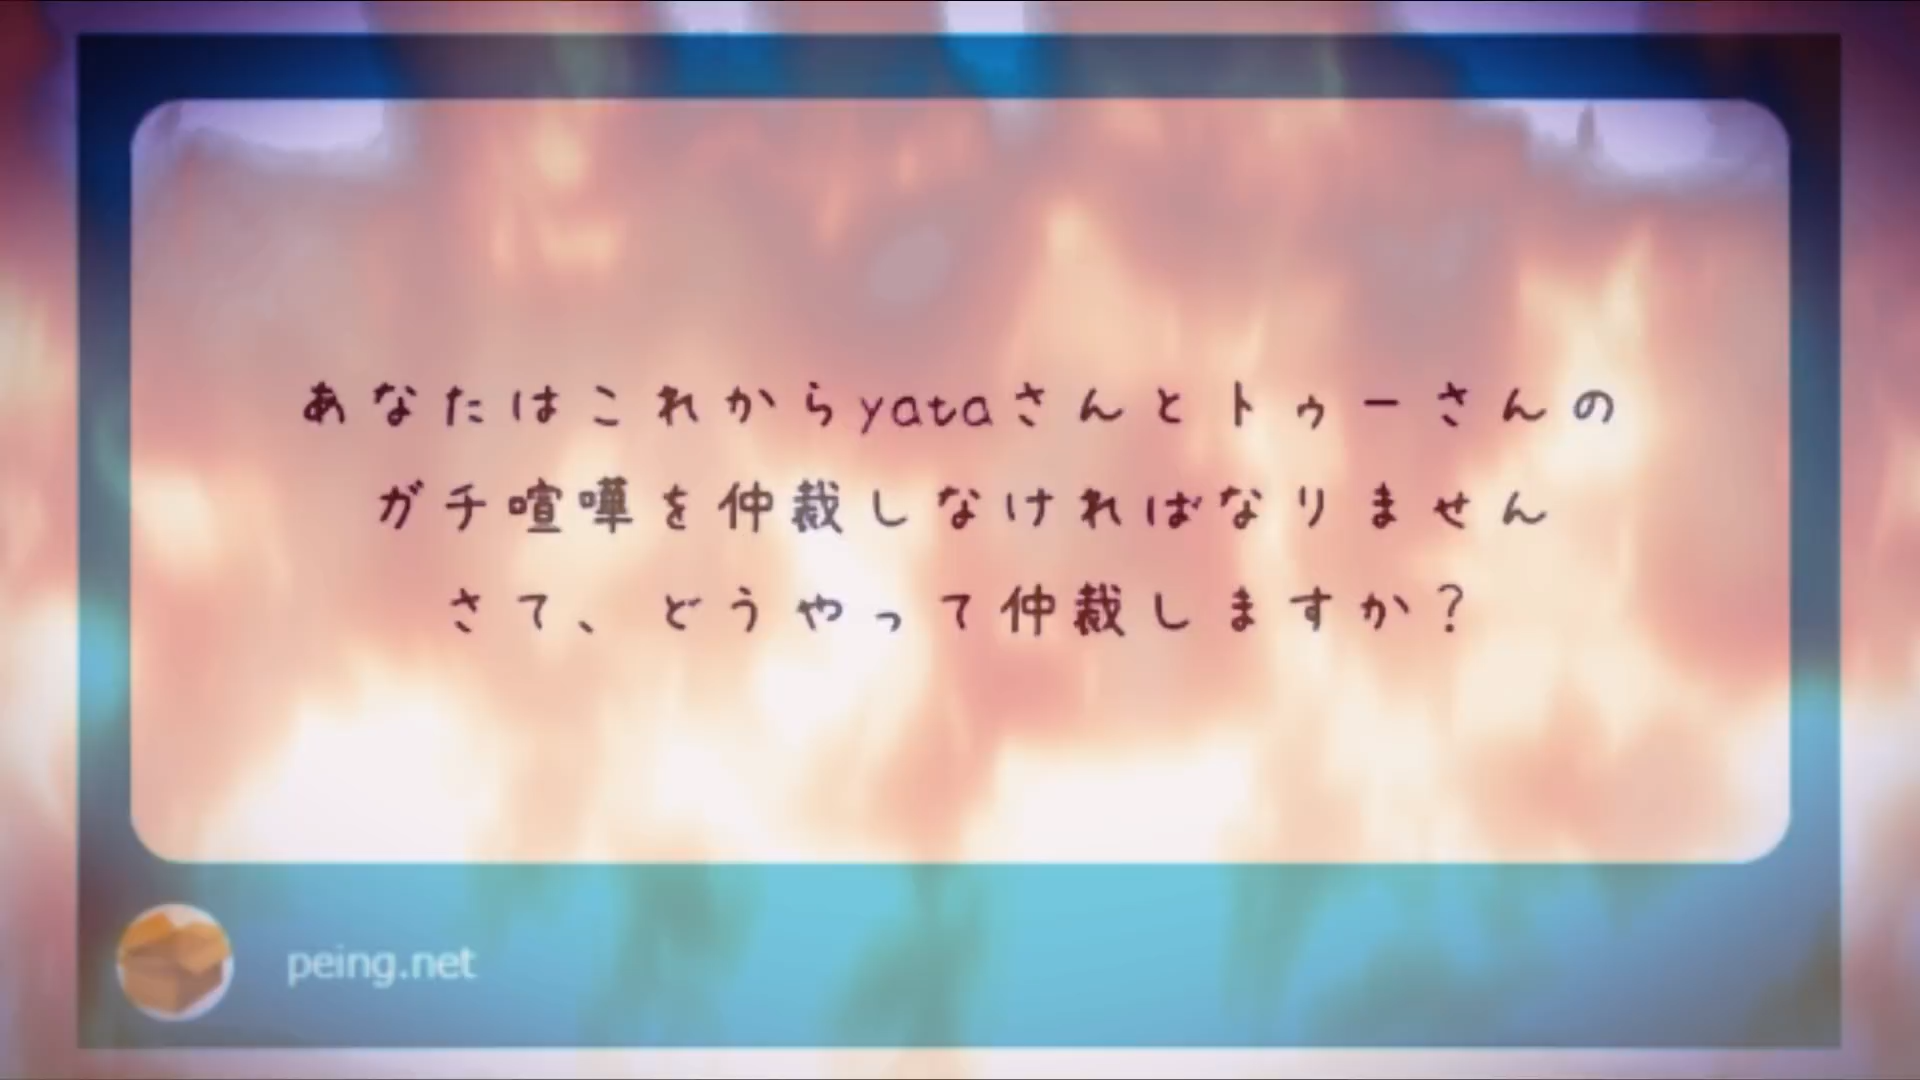 あなたはこれからyataさんとトゥーさんの
ガチ喧嘩を仲裁しなければなりません
さて、どうやって仲裁しますか？
peing.net